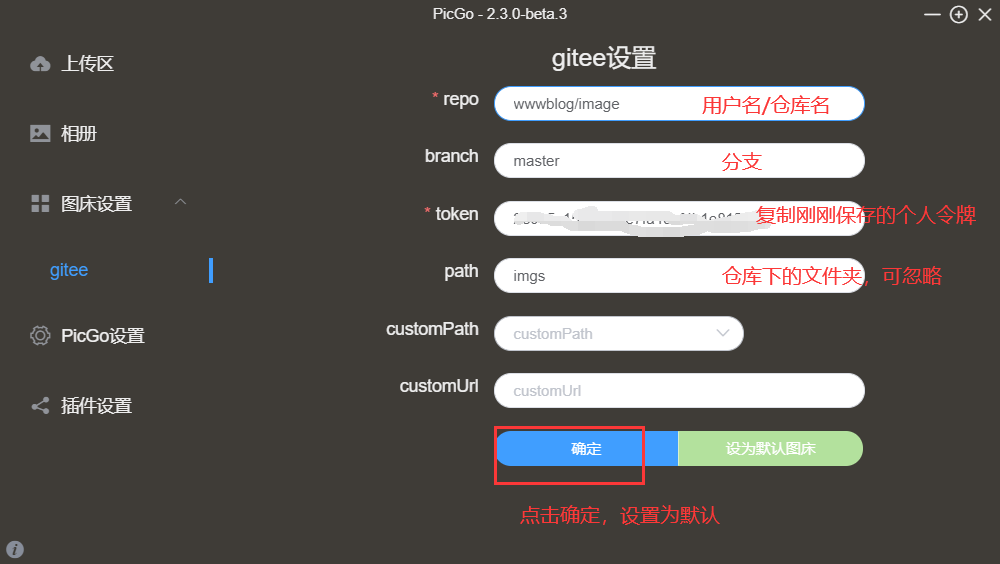 PicGo - 2.3.0-beta.3
上传区
相册
图床设置
gitee
PicGo设置
插件设置
gitee设置
* repo wwwblog/image 用户名/仓库名
branch master 分支
* token 复制刚刚保存的个人令牌
path imgs 仓库下的文件夹，可忽略
customPath customPath
customUrl customUrl
确定 设为默认图床
点击确定，设置为默认